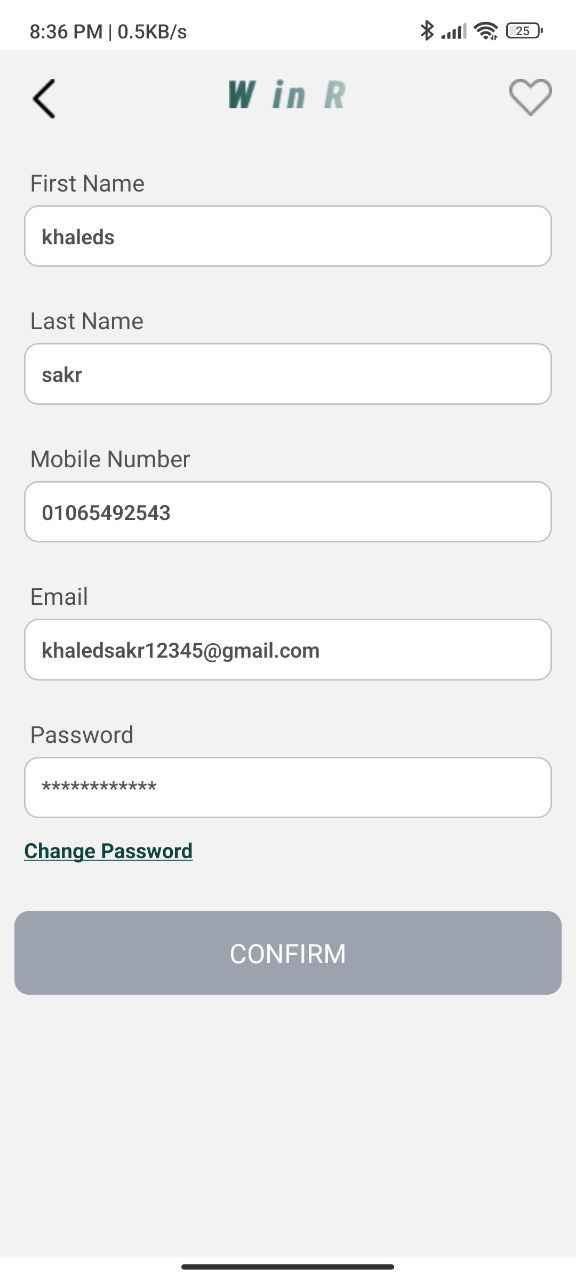 8:36 PM | 0.5KB/s 25
W in R
First Name
khaleds
Last Name
sakr
Mobile Number
01065492543
Email
khaledsakr12345@gmail.com
Password
************
Change Password
CONFIRM